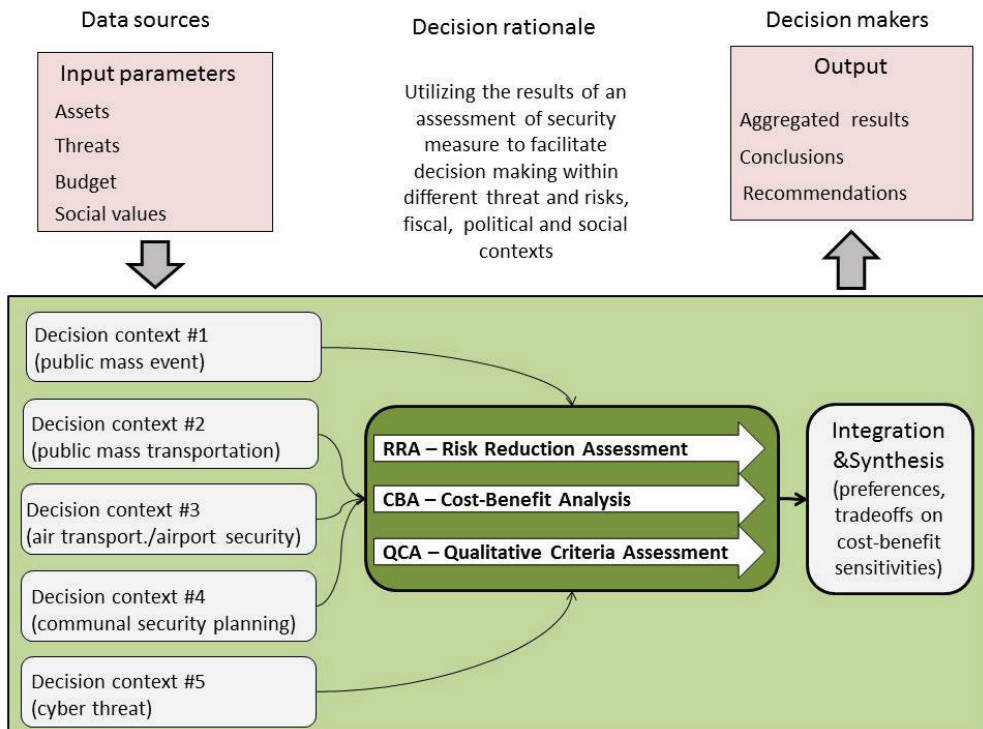 Data sources
Input parameters
Assets
Threats
Budget
Social values
Decision rationale
Utilizing the results of an
assessment of security
measure to facilitate
decision making within
different threat and risks,
fiscal, political and social
contexts
Decision makers
Output
Aggregated results
Conclusions
Recommendations
Decision context #1
(public mass event)
Decision context #2
(public mass transportation)
Decision context #3
(air transport./airport security)
Decision context #4
(communal security planning)
Decision context #5
(cyber threat)
RRA – Risk Reduction Assessment
CBA – Cost-Benefit Analysis
QCA – Qualitative Criteria Assessment
Integration
&Synthesis
(preferences,
tradeoffs on
cost-benefit
sensitivities)